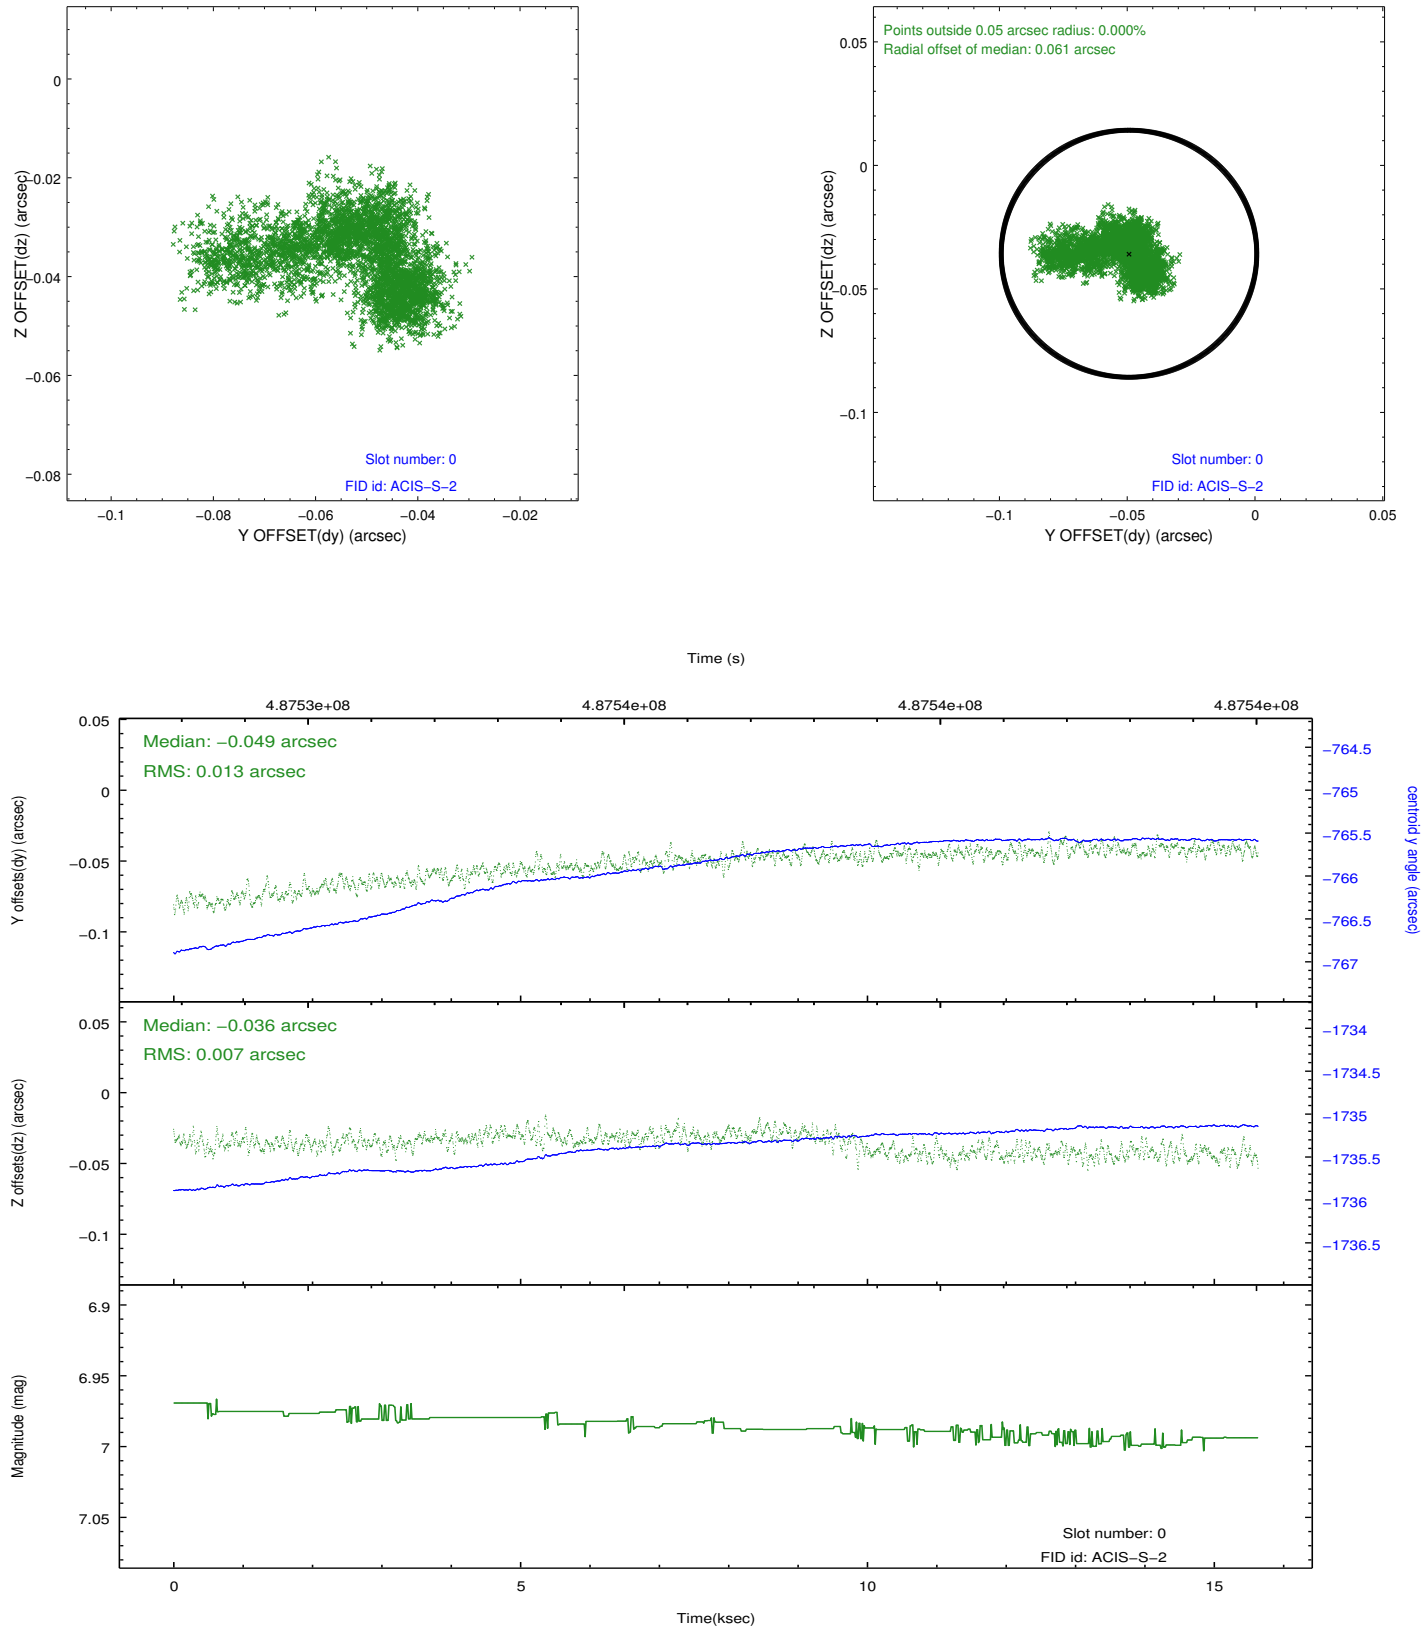 0
−0.02
−0.04
−0.06
−0.08
Z OFFSET(dz) (arcsec)
Slot number: 0
FID id: ACIS−S−2
−0.1
−0.08
−0.06
−0.04
−0.02
Y OFFSET(dy) (arcsec)
Points outside 0.05 arcsec radius: 0.000%
Radial offset of median: 0.061 arcsec
0.05
0
−0.05
−0.1
Z OFFSET(dz) (arcsec)
Slot number: 0
FID id: ACIS−S−2
−0.1
−0.05
0
0.05
Y OFFSET(dy) (arcsec)
Time (s)
4.8753e+08
4.8754e+08
4.8754e+08
4.8754e+08
0.05
0
−0.05
−0.1
Y offsets(dy) (arcsec)
Median: −0.049 arcsec
RMS: 0.013 arcsec
−764.5
−765
−765.5
−766
−766.5
−767
centroid y angle (arcsec)
0.05
0
−0.05
−0.1
Z offsets(dz) (arcsec)
Median: −0.036 arcsec
RMS: 0.007 arcsec
−1734
−1734.5
−1735
−1735.5
−1736
−1736.5
6.9
6.95
7
7.05
Magnitude (mag)
Slot number: 0
FID id: ACIS−S−2
0
5
10
15
Time(ksec)